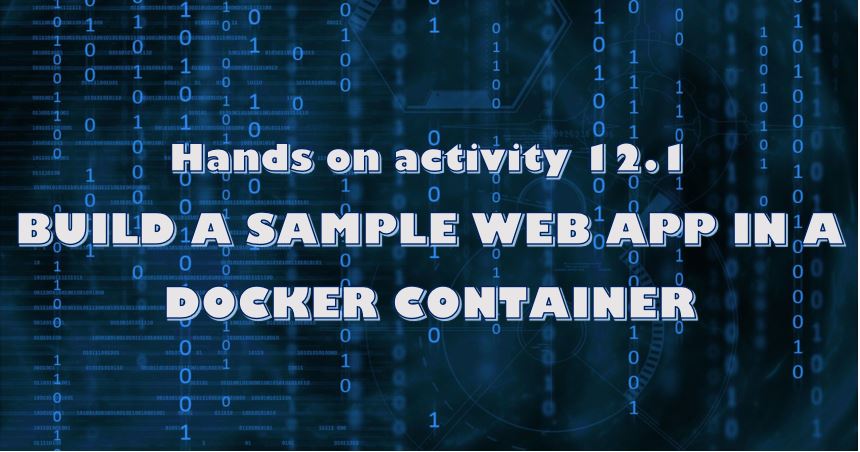 Hands on activity 12.1
BUILD A SAMPLE WEB APP IN A
DOCKER CONTAINER